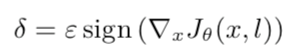 δ = ε sign (∇ₓJ_θ(x, l))